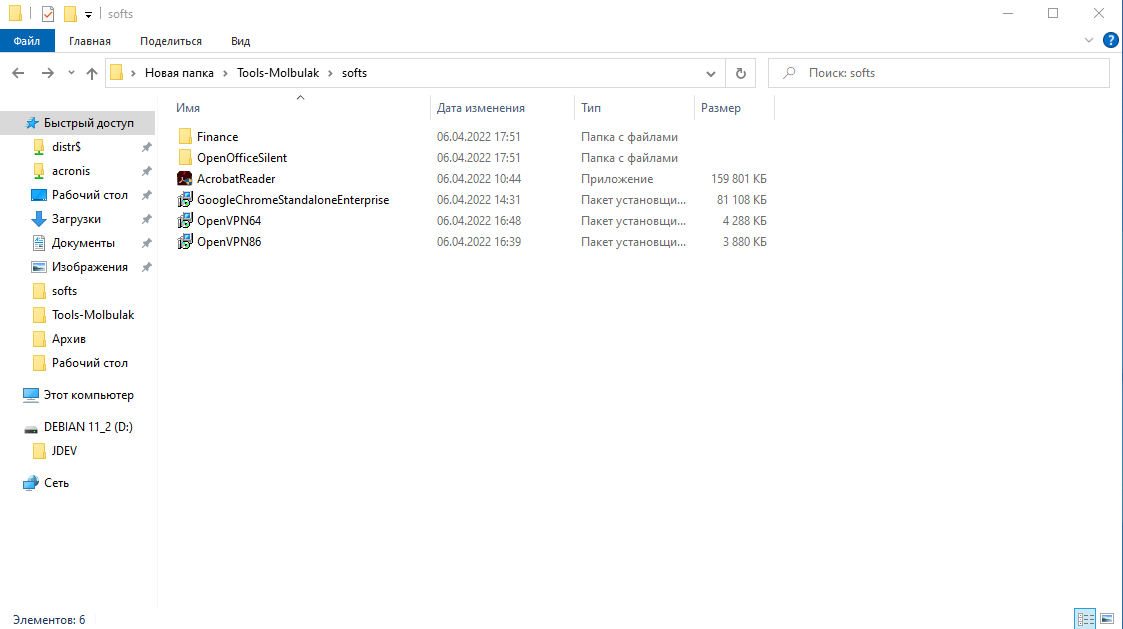 softs
Файл Главная Поделиться Вид ?
Новая папка Tools-Molbulak softs Поиск: softs
Имя Дата изменения Тип Размер
Быстрый доступ
distr$
acronis
Рабочий стол
Загрузки
Документы
Изображения
softs
Tools-Molbulak
Архив
Рабочий стол
Этот компьютер
DEBIAN 11_2 (D:)
JDEV
Сеть
Finance 06.04.2022 17:51 Папка с файлами
OpenOfficeSilent 06.04.2022 17:51 Папка с файлами
AcrobatReader 06.04.2022 10:44 Приложение 159 801 КБ
GoogleChromeStandaloneEnterprise 06.04.2022 14:31 Пакет установщи... 81 108 КБ
OpenVPN64 06.04.2022 16:48 Пакет установщи... 4 288 КБ
OpenVPN86 06.04.2022 16:39 Пакет установщи... 3 880 КБ
Элементов: 6